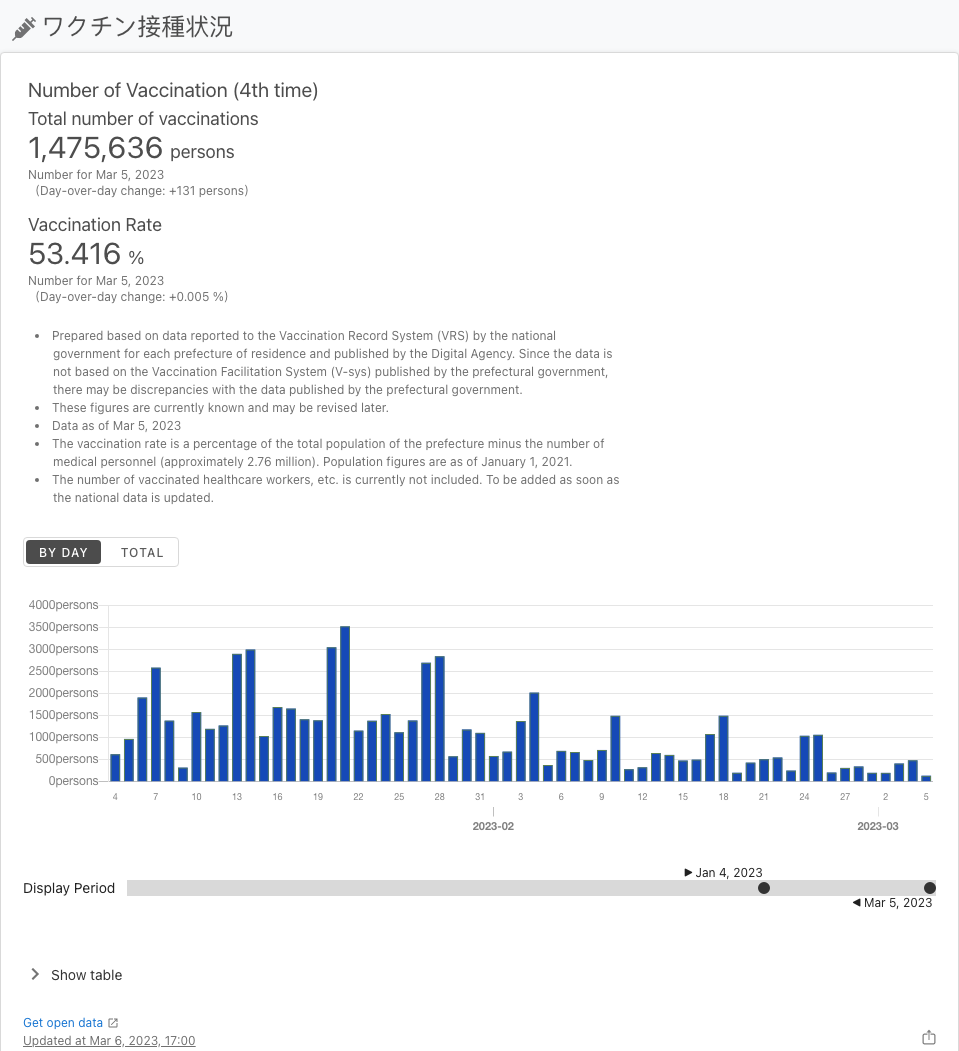 ワクチン接種状況
Number of Vaccination (4th time)
Total number of vaccinations
1,475,636 persons
Number for Mar 5, 2023
(Day-over-day change: +131 persons)
Vaccination Rate
53.416 %
Number for Mar 5, 2023
(Day-over-day change: +0.005 %)
• Prepared based on data reported to the Vaccination Record System (VRS) by the national
government for each prefecture of residence and published by the Digital Agency. Since the data is
not based on the Vaccination Facilitation System (V-sys) published by the prefectural government,
there may be discrepancies with the data published by the prefectural government.
• These figures are currently known and may be revised later.
• Data as of Mar 5, 2023
• The vaccination rate is a percentage of the total population of the prefecture minus the number of
medical personnel (approximately 2.76 million). Population figures are as of January 1, 2021.
• The number of vaccinated healthcare workers, etc. is currently not included. To be added as soon as
the national data is updated.
BY DAY TOTAL
4000persons
3500persons
3000persons
2500persons
2000persons
1500persons
1000persons
500persons
0persons
4 7 10 13 16 19 22 25 28 31 3 6 9 12 15 18 21 24 27 2 5
2023-02 2023-03
▶ Jan 4, 2023
Display Period
◀ Mar 5, 2023
Show table
Get open data
Updated at Mar 6, 2023, 17:00